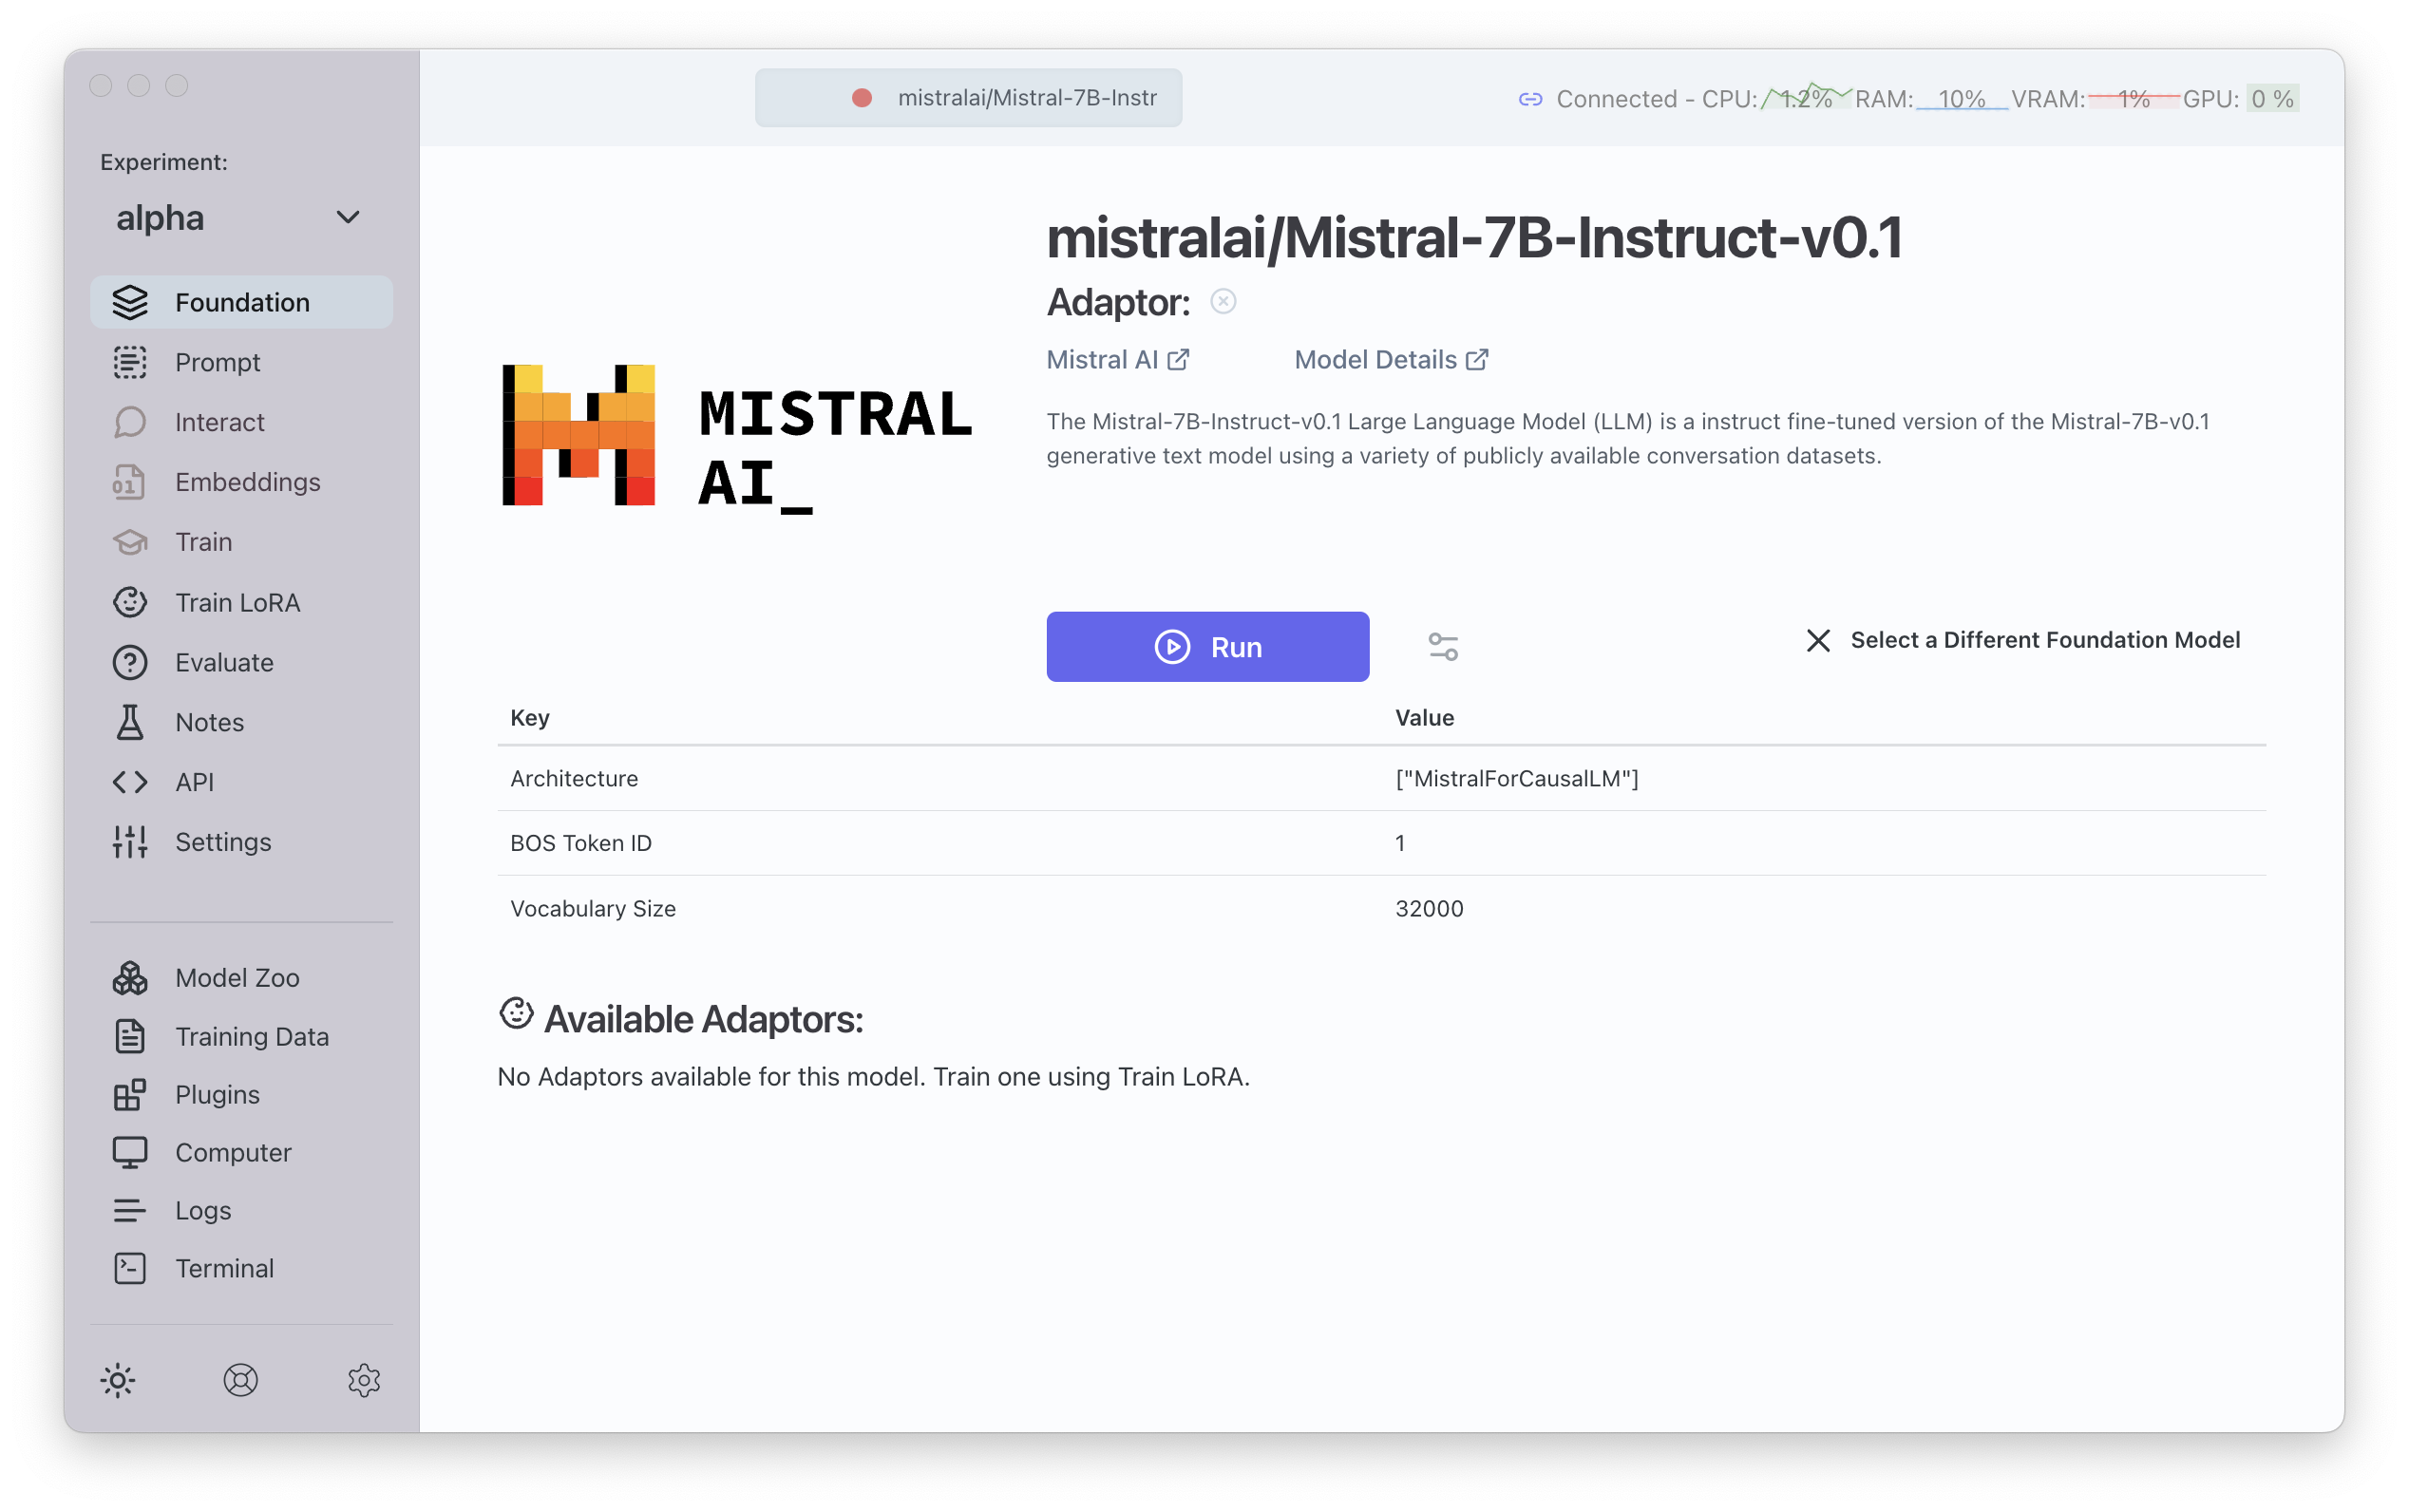 mistralai/Mistral-7B-Instr
Connected - CPU: 1.2% RAM: 10% VRAM: 1% GPU: 0 %
Experiment:
alpha
Foundation
Prompt
Interact
01
Embeddings
Train
Train LoRA
Evaluate
Notes
API
Settings
Model Zoo
Training Data
Plugins
Computer
Logs
Terminal
MISTRAL
AI_
mistralai/Mistral-7B-Instruct-v0.1
Adaptor:
Mistral AI
Model Details
The Mistral-7B-Instruct-v0.1 Large Language Model (LLM) is a instruct fine-tuned version of the Mistral-7B-v0.1
generative text model using a variety of publicly available conversation datasets.
Run
Select a Different Foundation Model
Key Value
Architecture ["MistralForCausalLM"]
BOS Token ID 1
Vocabulary Size 32000
Available Adaptors:
No Adaptors available for this model. Train one using Train LoRA.